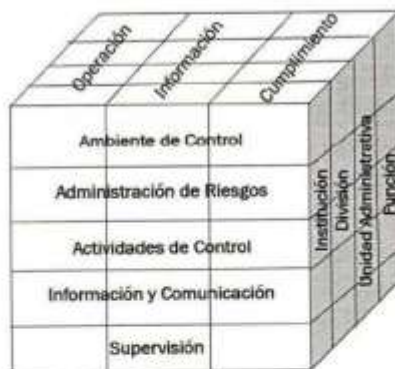 Operación
Información
Cumplimiento
Ambiente de Control
Administración de Riesgos
Actividades de Control
Información y Comunicación
Supervisión
Institución
División
Unidad Administrativa
Función